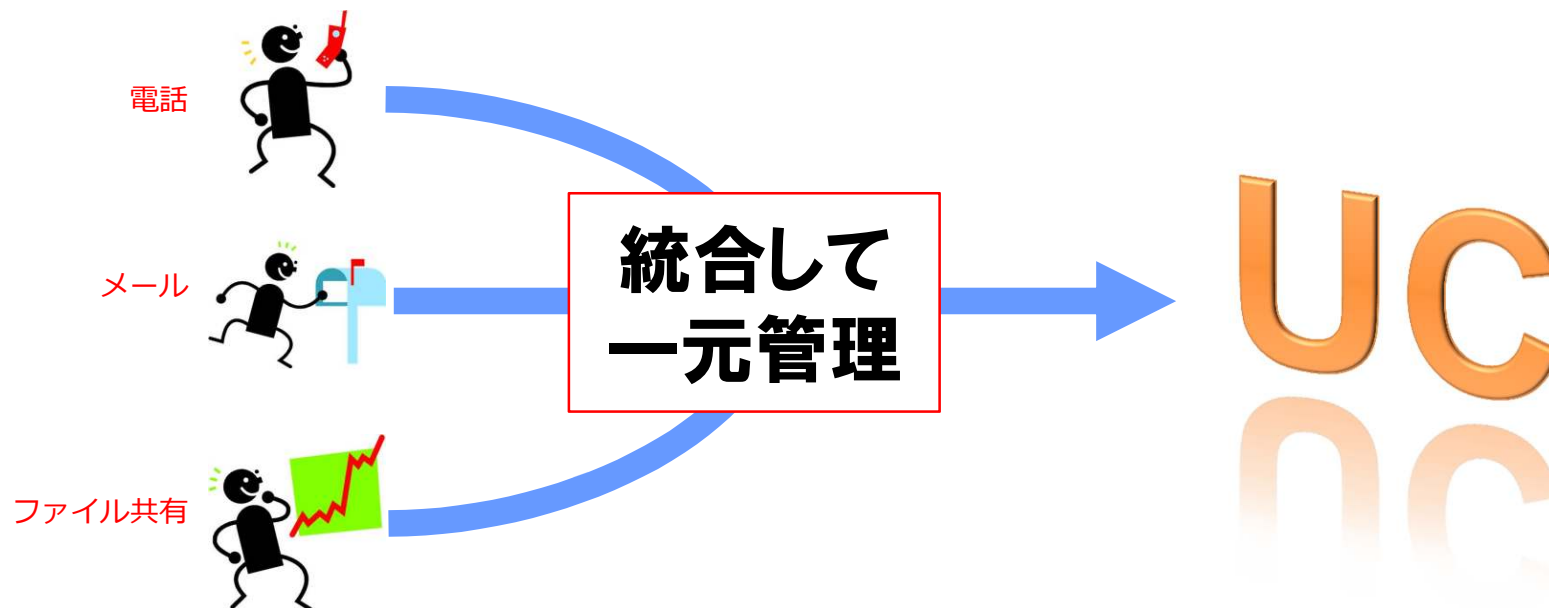 電話
メール
ファイル共有
統合して
一元管理
UC